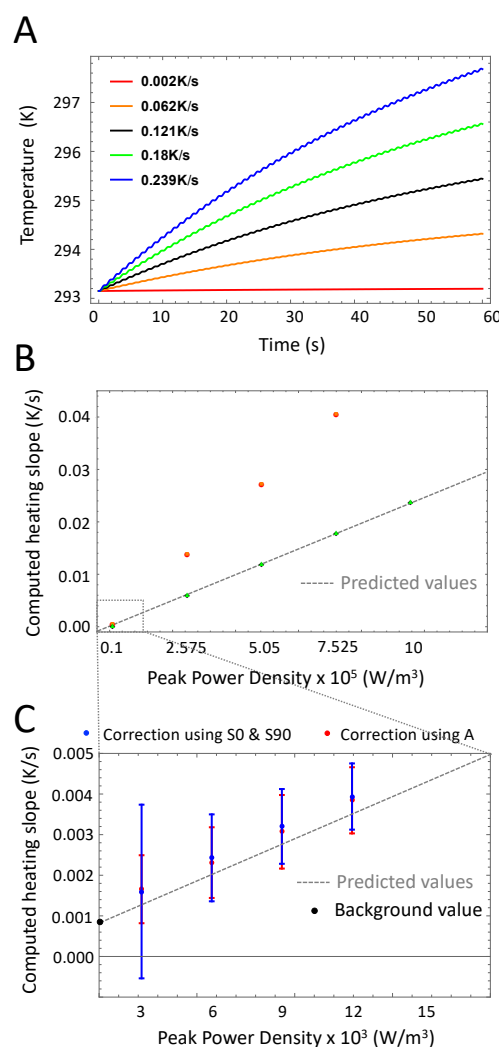 A
Temperature (K)
297
296
295
294
293
0.002K/s
0.062K/s
0.121K/s
0.18K/s
0.239K/s
0 10 20 30 40 50 60
Time (s)
B
Computed heating slope (K/s)
0.04
0.03
0.02
0.01
0.00
Predicted values
0.1 2.575 5.05 7.525 10
Peak Power Density x 10⁵ (W/m³)
C
Correction using S0 & S90 Correction using A
Computed heating slope (K/s)
0.005
0.004
0.003
0.002
0.001
0.000
Predicted values
Background value
3 6 9 12 15
Peak Power Density x 10³ (W/m³)